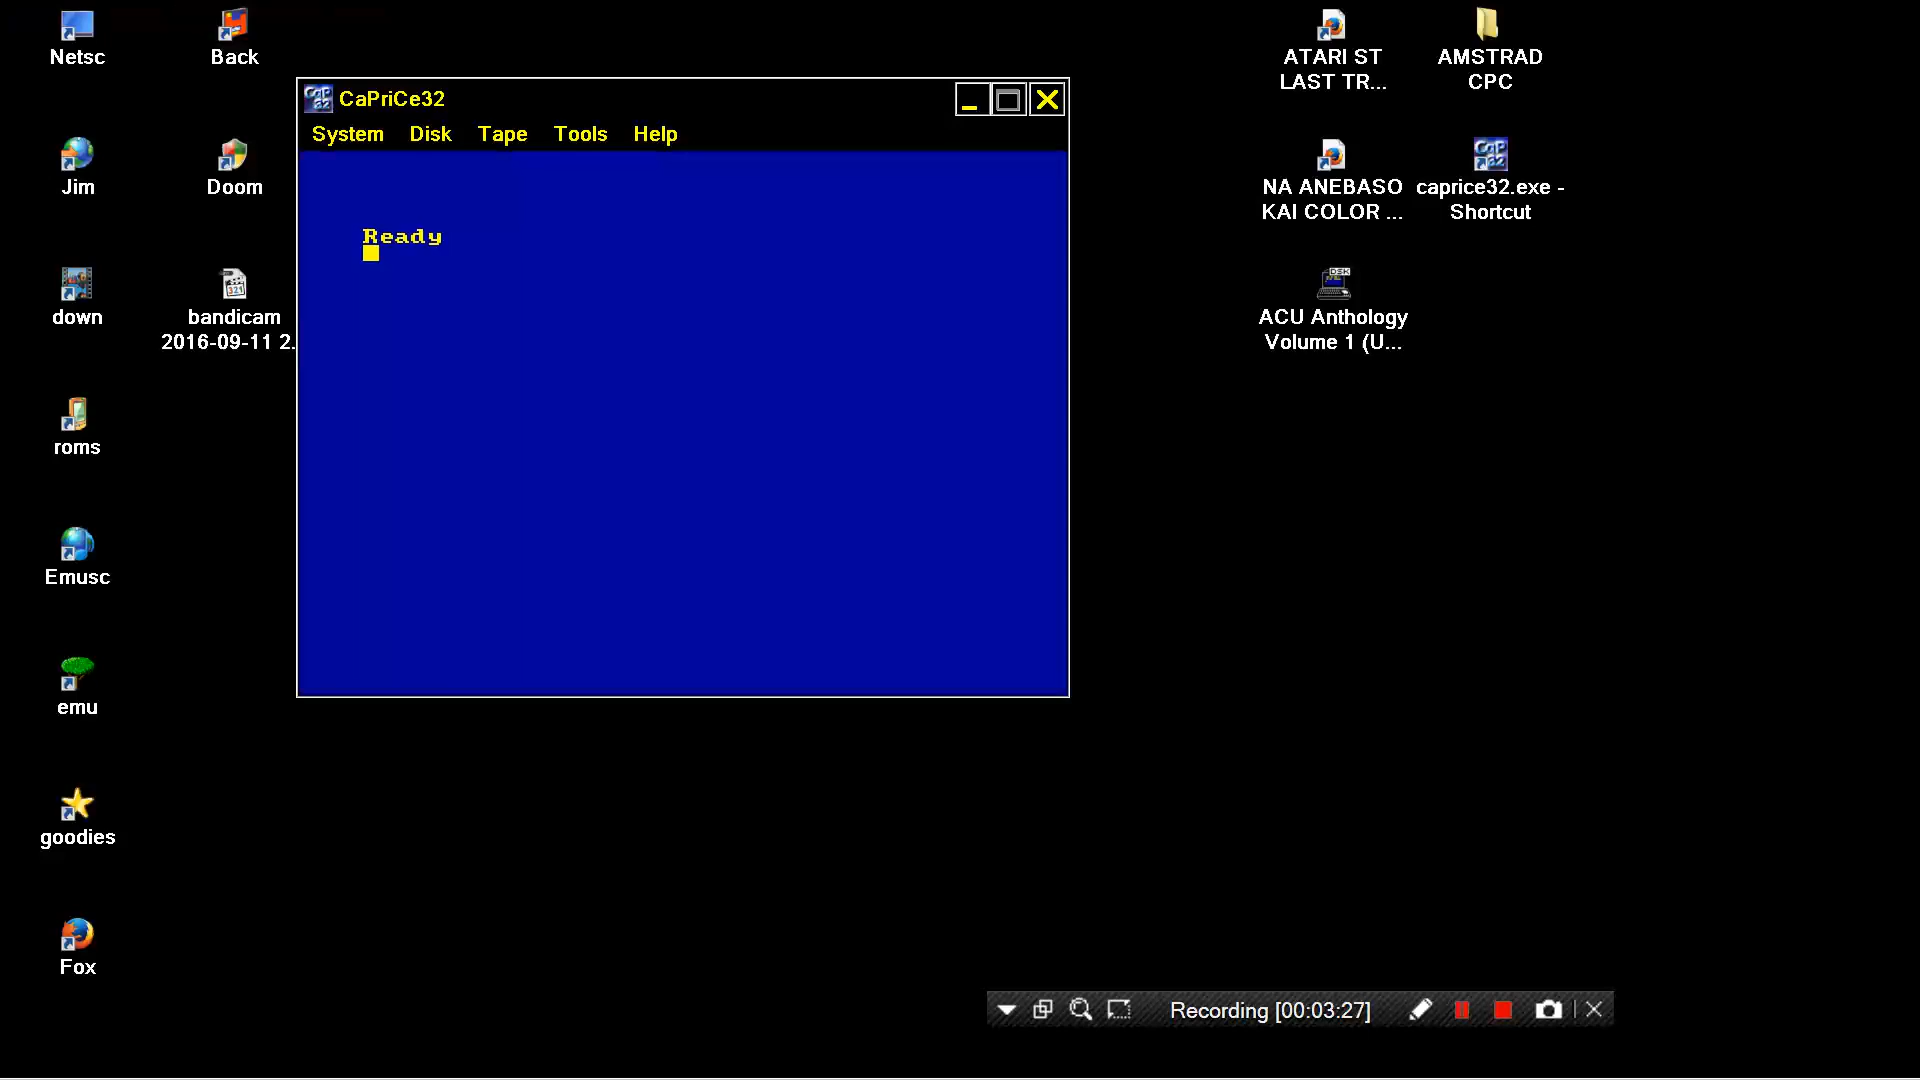 Netsc
Back
Jim
Doom
down
bandicam
2016-09-11 2.
roms
Emusc
emu
goodies
Fox
CaPriCe32
System Disk Tape Tools Help
Ready
ATARI ST
LAST TR...
AMSTRAD
CPC
NA ANEBASO
KAI COLOR ...
caprice32.exe -
Shortcut
ACU Anthology
Volume 1 (U...
Recording [00:03:27]